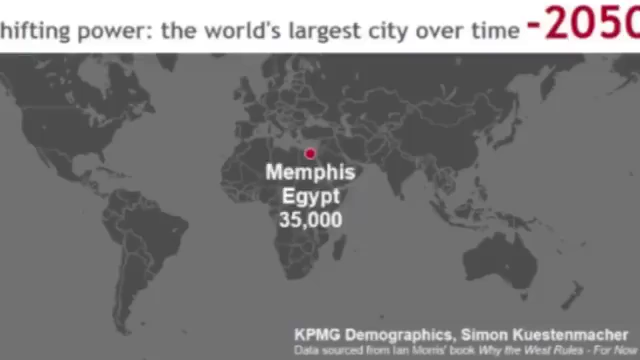 hifting power: the world's largest city over time -2050
Memphis
Egypt
35,000
KPMG Demographics, Simon Kuestenmacher
Data sourced from Ian Morris' book Why the West Rules - For Now